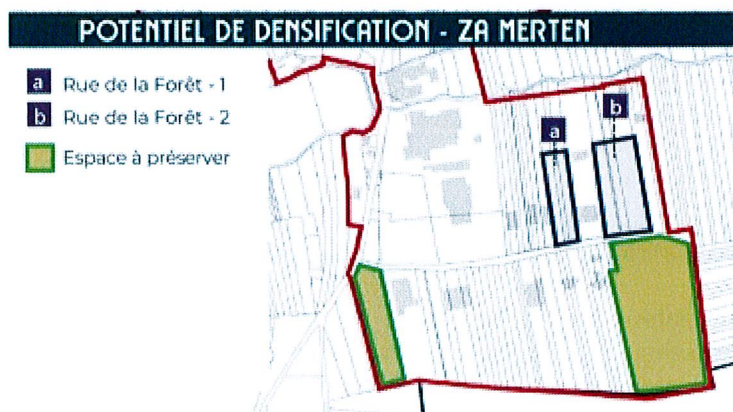 POTENTIEL DE DENSIFICATION - ZA MERTEN
a Rue de la Forêt - 1
b Rue de la Forêt - 2
Espace à préserver
a
b